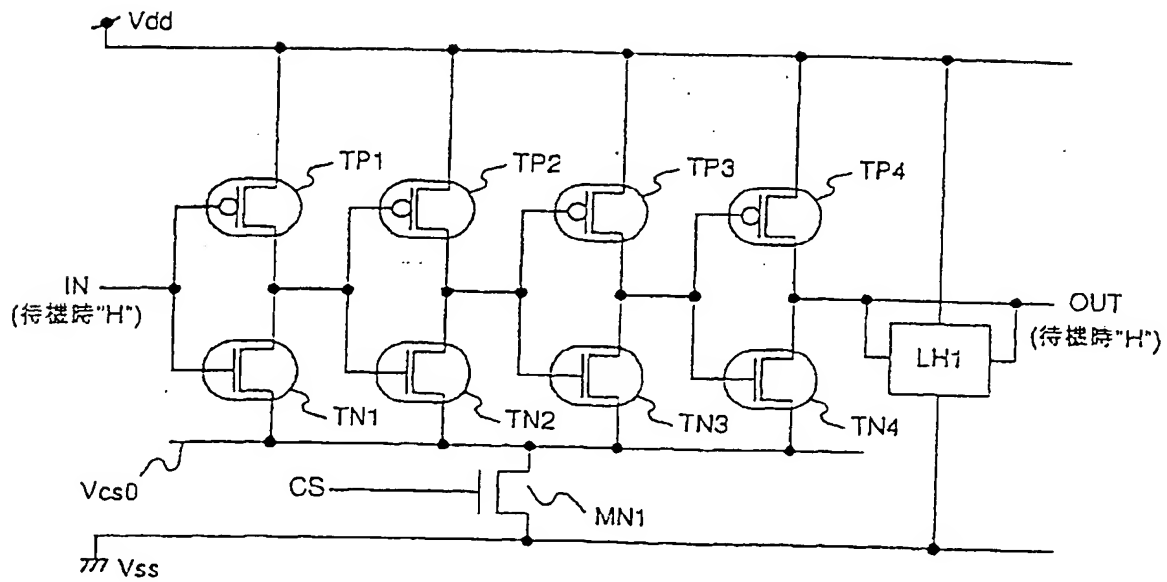 Vdd
TP1
TP2
TP3
TP4
IN
(待機時"H")
OUT
(待機時"H")
LH1
TN1
TN2
TN3
TN4
Vcs0
CS
MN1
Vss